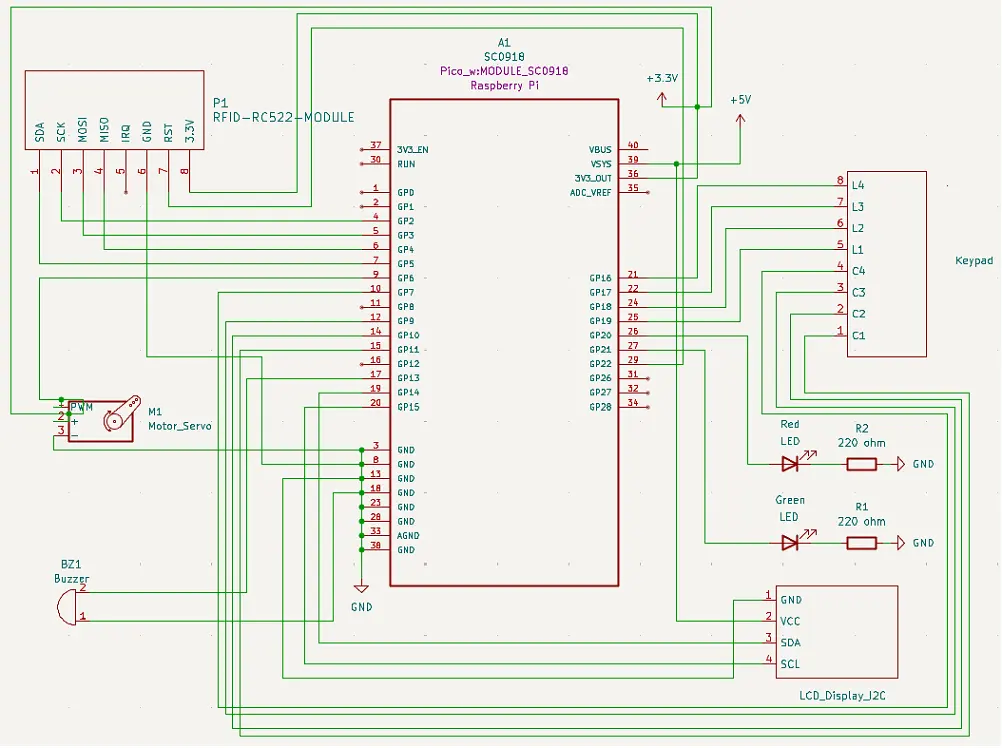 A1
SC0918
Pico_w:MODULE_SC0918
Raspberry Pi
+3.3V
+5V
P1
RFID-RC522-MODULE
SDA
SCK
MOSI
MISO
IRQ
GND
RST
3.3V
1
2
3
4
5
6
7
8
37 3V3_EN
30 RUN
1 GPD
2 GP1
4 GP2
5 GP3
6 GP4
7 GP5
9 GP6
10 GP7
11 GP8
12 GP9
14 GP10
15 GP11
16 GP12
17 GP13
19 GP14
20 GP15
3 GND
8 GND
13 GND
18 GND
23 GND
28 GND
33 AGND
38 GND
GND
VBUS 40
VSYS 39
3V3_OUT 36
ADC_VREF 35
GP16 21
GP17 22
GP18 24
GP19 25
GP20 26
GP21 27
GP22 29
GP26 31
GP27 32
GP28 34
8 L4
7 L3
6 L2
5 L1
4 C4
3 C3
2 C2
1 C1
Keypad
PWM
2 +
3 -
M1
Motor_Servo
Red
LED
R2
220 ohm
GND
Green
LED
R1
220 ohm
GND
BZ1
Buzzer
2
1
1 GND
2 VCC
3 SDA
4 SCL
LCD_Display_I2C